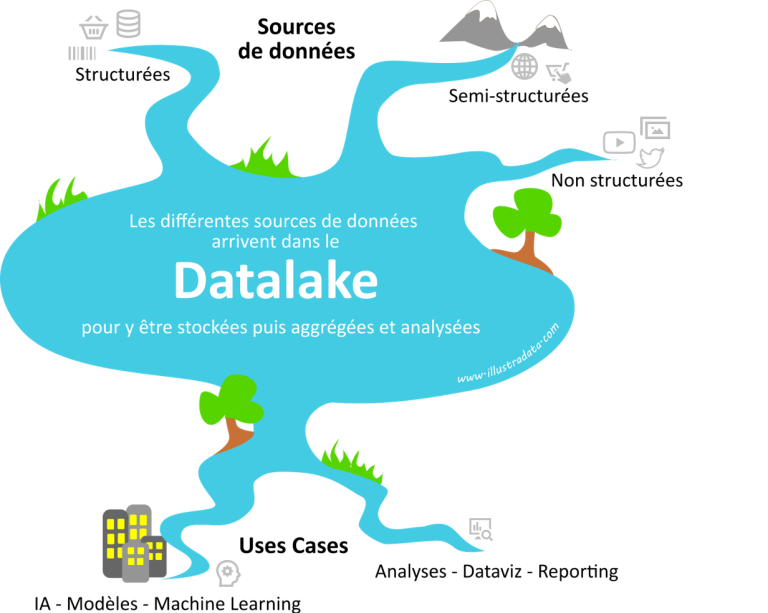 Sources
de données
Structurées
Semi-structurées
Non structurées
Les différentes sources de données
arrivent dans le
Datalake
pour y être stockées puis aggrégées et analysées
www-illustradata-com
Uses Cases
Analyses - Dataviz - Reporting
IA - Modèles - Machine Learning